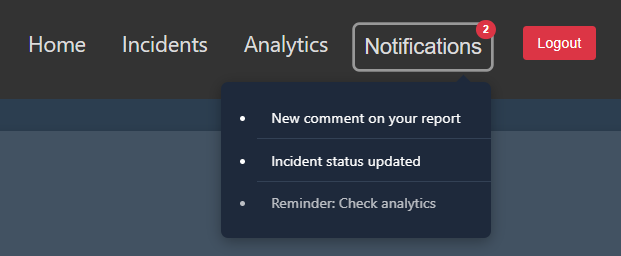 Home Incidents Analytics Notifications 2 Logout
New comment on your report
Incident status updated
Reminder: Check analytics